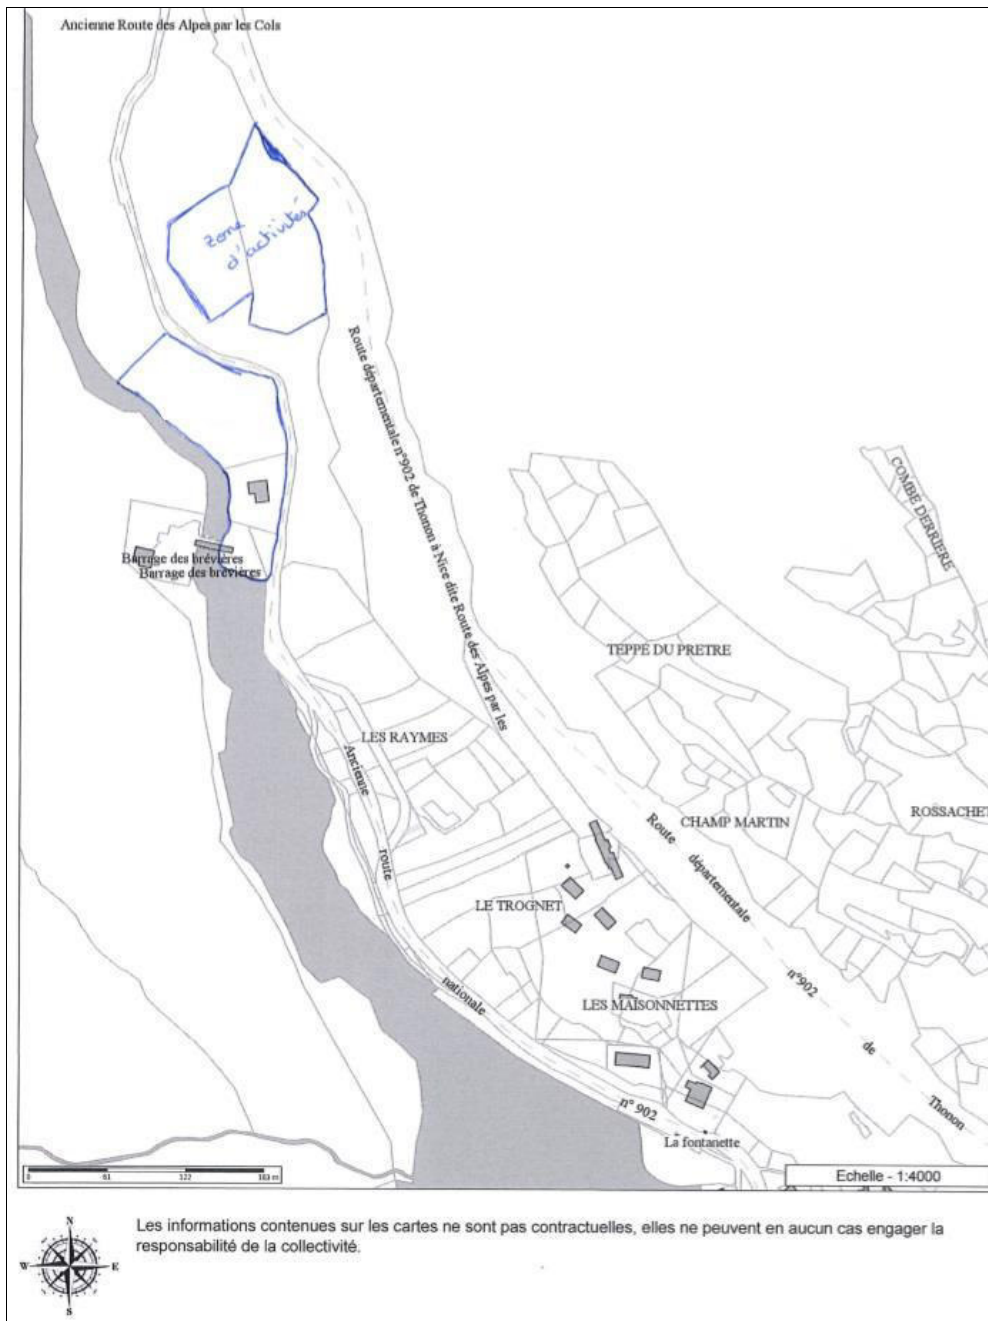 Ancienne Route des Alpes par les Cols
zone
d'activités
Route départementale n°902 de Thonon à Nice dite Route des Alpes par les
COMBE DERRIERE
Barrage des brévières
Barrage des brévières
TEPPE DU PRETRE
LES RAYMES
Ancienne
route
nationale
n° 902
CHAMP MARTIN
ROSSACHET
Route
départementale
n°902
de
Thonon
LE TROGNET
LES MAISONNETTES
La fontanette
0 61 122 183 m
Echelle - 1:4000
N
W E
S
Les informations contenues sur les cartes ne sont pas contractuelles, elles ne peuvent en aucun cas engager la
responsabilité de la collectivité.